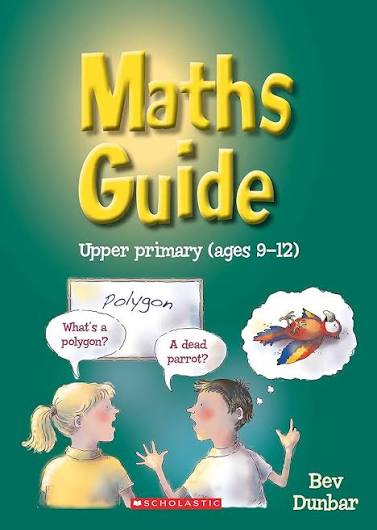 Maths
Guide
Upper primary (ages 9–12)
Polygon
What's a
polygon?
A dead
parrot?
Bev
Dunbar
SCHOLASTIC